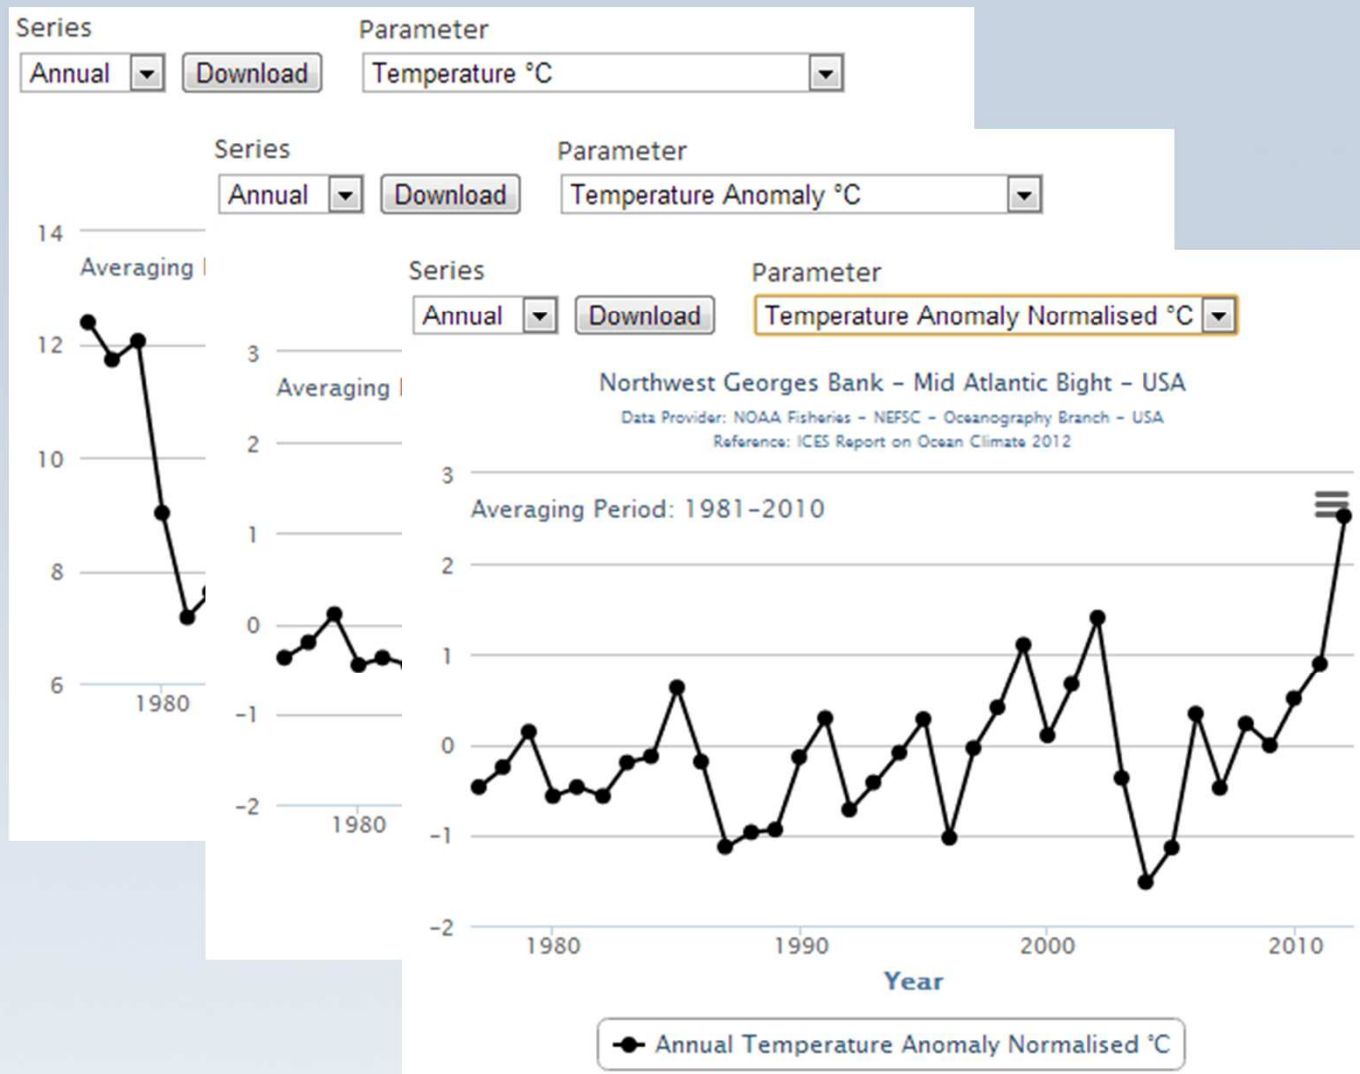 Series
Parameter
Annual
Download
Temperature °C
14
Averaging
12
10
8
6
1980
Series
Parameter
Annual
Download
Temperature Anomaly °C
3
Averaging
2
1
0
-1
-2
1980
Series
Parameter
Annual
Download
Temperature Anomaly Normalised °C
Northwest Georges Bank - Mid Atlantic Bight - USA
Data Provider: NOAA Fisheries - NEFSC - Oceanography Branch - USA
Reference: ICES Report on Ocean Climate 2012
3
Averaging Period: 1981-2010
2
1
0
-1
-2
1980 1990 2000 2010
Year
Annual Temperature Anomaly Normalised °C